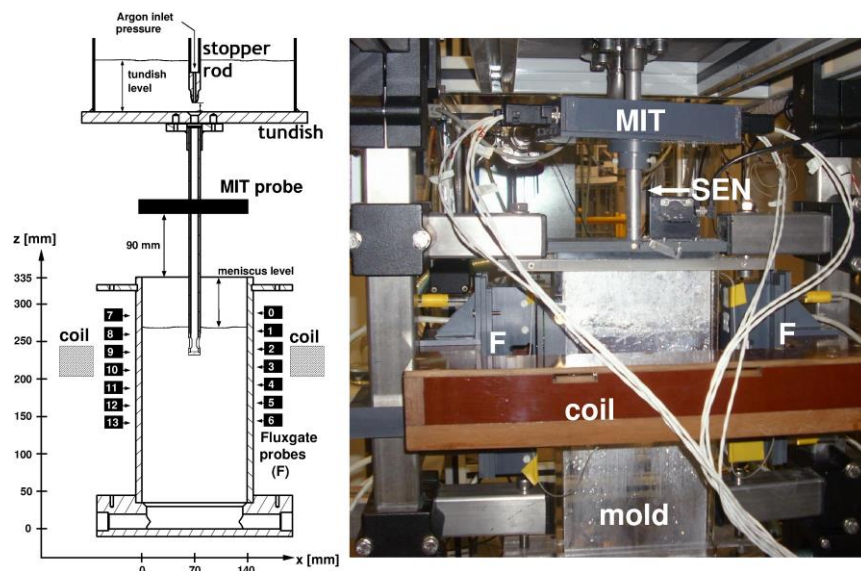 Argon inlet
pressure
stopper
rod
tundish
level
tundish
MIT probe
z [mm]
90 mm
335
meniscus level
300
250
200
150
100
50
0
7
8
9
10
11
12
13
0
1
2
3
4
5
6
coil
coil
Fluxgate
probes
(F)
0
70
140
x [mm]
MIT
SEN
F
F
coil
mold